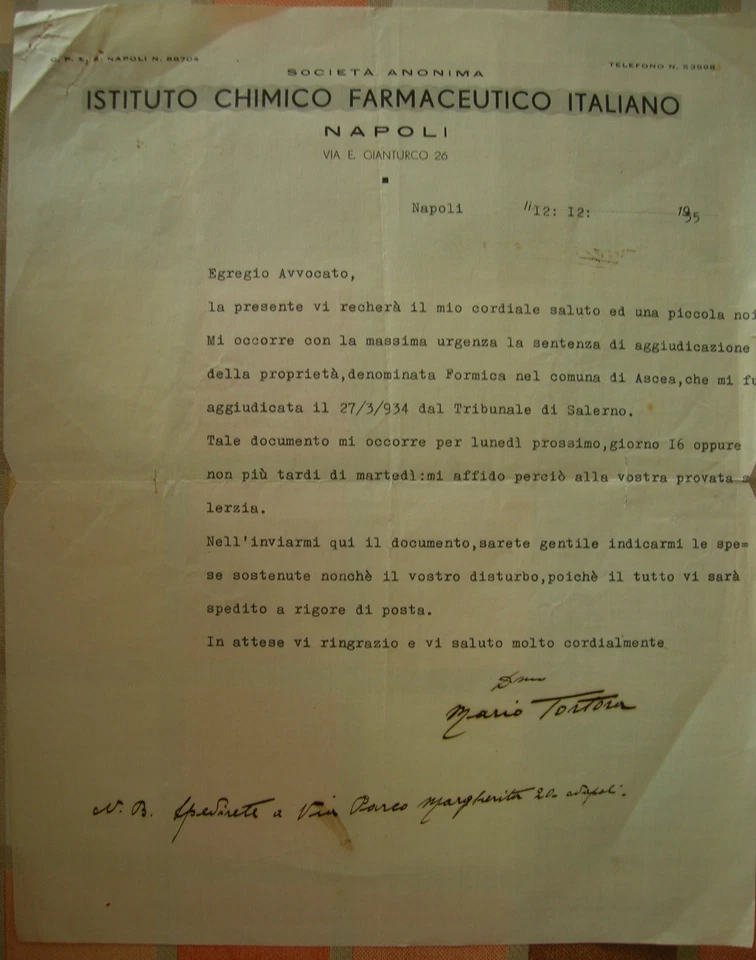 C. P. E. NAPOLI N. 88704
TELEFONO N. 53998
SOCIETÀ ANONIMA
ISTITUTO CHIMICO FARMACEUTICO ITALIANO
NAPOLI
VIA E. GIANTURCO 26
Napoli 12: I2: 1935
Egregio Avvocato,
la presente vi recherà il mio cordiale saluto ed una piccola noi
Mi occorre con la massima urgenza la sentenza di aggiudicazione
della proprietà,denominata Formica nel comuna di Ascea,che mi fu
aggiudicata il 27/3/934 dal Tribunale di Salerno.
Tale documento mi occorre per lunedì prossimo,giorno I6 oppure
non più tardi di martedì:mi affido perciò alla vostra provata s
lerzia.
Nell'inviarmi qui il documento,sarete gentile indicarmi le spe=
se sostenute nonchè il vostro disturbo,poichè il tutto vi sarà
spedito a rigore di posta.
In attese vi ringrazio e vi saluto molto cordialmente
Mario Tortora
N. B. Spedirete a Via Parco Margherita 20 Napoli.